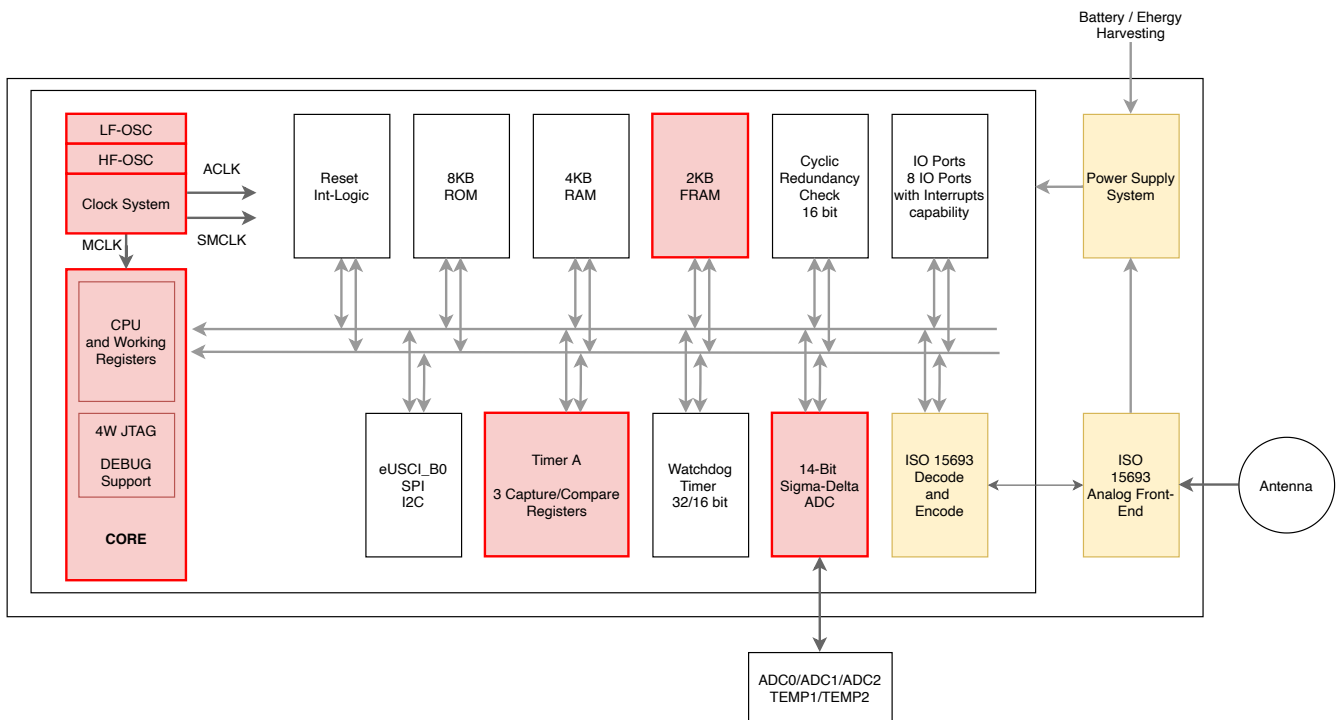 Battery / Ehergy
Harvesting
LF-OSC
HF-OSC
Clock System
ACLK
SMCLK
MCLK
Reset
Int-Logic
8KB
ROM
4KB
RAM
2KB
FRAM
Cyclic
Redundancy
Check
16 bit
IO Ports
8 IO Ports
with Interrupts
capability
Power Supply
System
CPU
and Working
Registers
4W JTAG
DEBUG
Support
CORE
eUSCI_B0
SPI
I2C
Timer A
3 Capture/Compare
Registers
Watchdog
Timer
32/16 bit
14-Bit
Sigma-Delta
ADC
ISO 15693
Decode
and
Encode
ISO
15693
Analog Front-
End
Antenna
ADC0/ADC1/ADC2
TEMP1/TEMP2